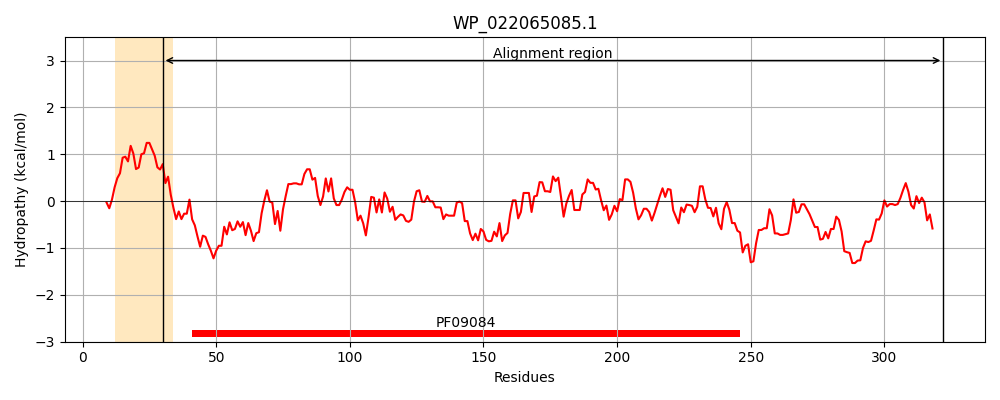 WP_022065085.1
Alignment region
PF09084
3
2
1
0
−1
−2
−3
Hydropathy (kcal/mol)
0 50 100 150 200 250 300
Residues